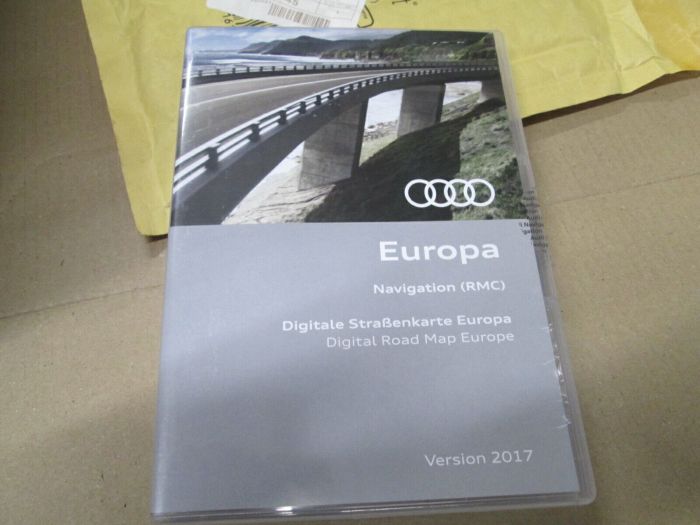 Europa
Navigation (RMC)
Digitale Straßenkarte Europa
Digital Road Map Europe
Version 2017